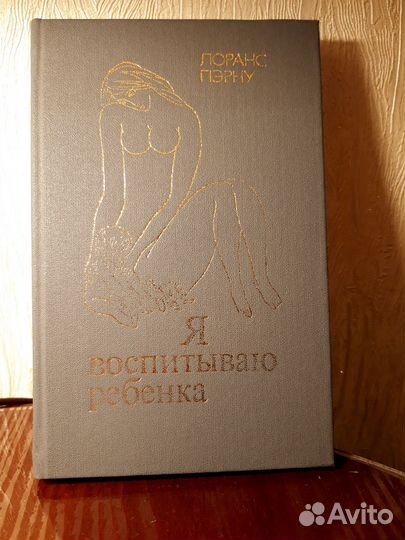 ЛОРАНС
ПЭРНУ
Я
воспитываю
ребенка
Avito